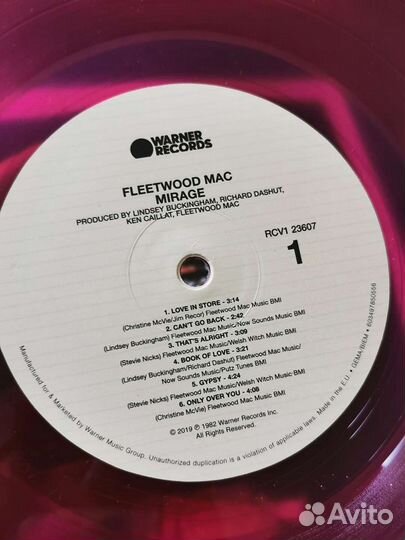 WARNER
RECORDS
FLEETWOOD MAC
MIRAGE
PRODUCED BY LINDSEY BUCKINGHAM, RICHARD DASHUT,
KEN CAILLAT, FLEETWOOD MAC
RCV1 23607
1
1. LOVE IN STORE - 3:14
(Christine McVie/Jim Recor) Fleetwood Mac Music BMI
2. CAN'T GO BACK - 2:42
(Lindsey Buckingham) Fleetwood Mac Music/Now Sounds Music BMI
3. THAT'S ALRIGHT - 3:09
(Stevie Nicks) Fleetwood Mac Music/Welsh Witch Music BMI
4. BOOK OF LOVE - 3:21
(Lindsey Buckingham/Richard Dashut) Fleetwood Mac Music/
Now Sounds Music/Putz Tunes BMI
5. GYPSY - 4:24
(Stevie Nicks) Fleetwood Mac Music/Welsh Witch Music BMI
6. ONLY OVER YOU - 4:08
(Christine McVie) Fleetwood Mac Music BMI
© 2019 ℗ 1982 Warner Records Inc.
All Rights Reserved.
Manufactured for & Marketed by Warner Music Group. Unauthorized duplication is a violation of applicable laws. Made in the E.U. • GEMA/BIEM • 603497850556
Avito